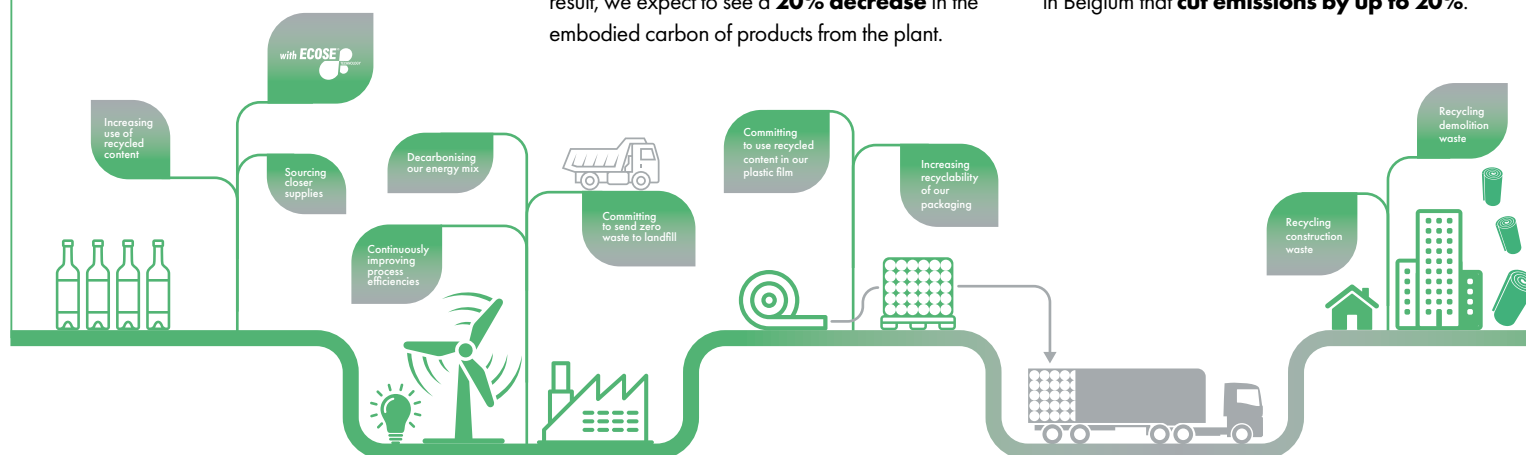 result, we expect to see a 20% decrease in the
embodied carbon of products from the plant.
in Belgium that cut emissions by up to 20%.
with ECOSE
TECHNOLOGY
Increasing
use of
recycled
content
Sourcing
closer
supplies
Decarbonising
our energy mix
Continuously
improving
process
efficiencies
Committing
to send zero
waste to landfill
Committing
to use recycled
content in our
plastic film
Increasing
recyclability
of our
packaging
Recycling
demolition
waste
Recycling
construction
waste